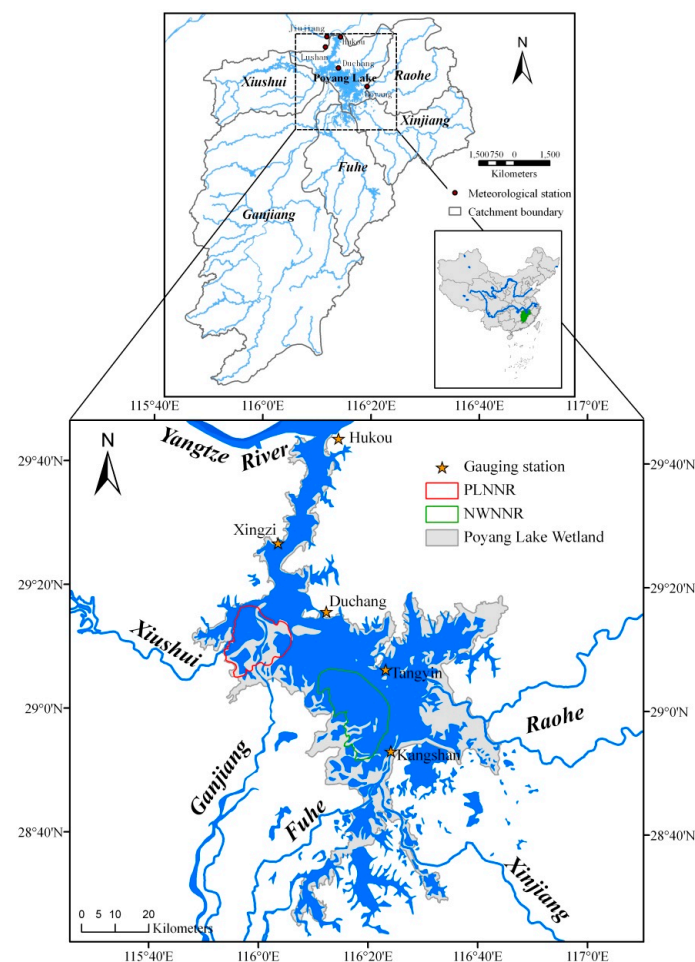 Jiujiang
Hukou
Lushan
Duchang
Poyang Lake
Raohe
Xiushui
Xinjiang
Fuhe
Ganjiang
N
1,500750 0 1,500
Kilometers
Meteorological station
Catchment boundary
115°40'E 116°0'E 116°20'E 116°40'E 117°0'E
N
Yangtze River
Hukou
29°40'N
29°40'N
Gauging station
PLNNR
NWNNR
Poyang Lake Wetland
Xingzi
29°20'N
29°20'N
Duchang
Xiushui
Tangyin
29°0'N
29°0'N
Raohe
Kangshan
Ganjiang
Fuhe
28°40'N
28°40'N
Xinjiang
0 5 10 20
Kilometers
115°40'E 116°0'E 116°20'E 116°40'E 117°0'E